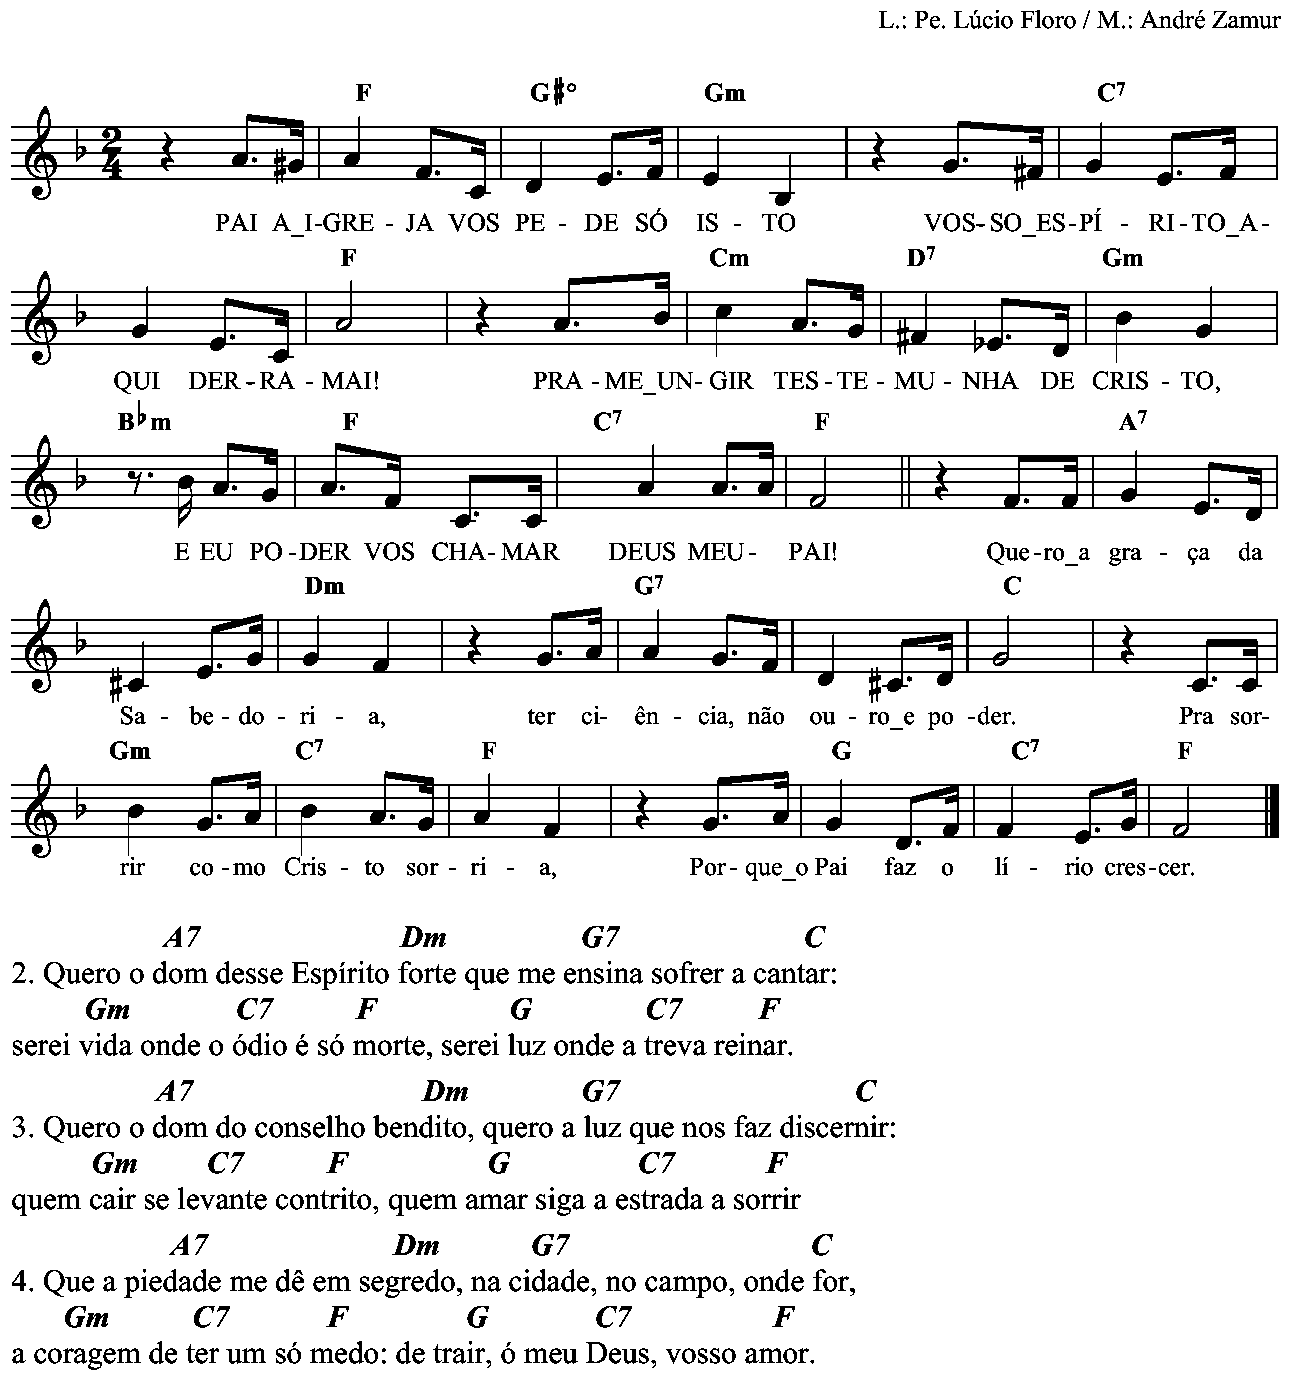 L.: Pe. Lúcio Floro / M.: André Zamur
F G#° Gm C7
2/4
PAI A_I-GRE - JA VOS PE - DE SÓ IS - TO VOS-SO_ES-PÍ - RI-TO_A-
F Cm D7 Gm
QUI DER-RA - MAI! PRA-ME_UN-GIR TES-TE-MU-NHA DE CRIS-TO,
B♭m F C7 F A7
E EU PO-DER VOS CHA-MAR DEUS MEU- PAI! Que-ro_a gra - ça da
Dm G7 C
Sa - be - do - ri - a, ter ci- ên - cia, não ou - ro_e po -der. Pra sor-
Gm C7 F G C7 F
rir co-mo Cris - to sor - ri - a, Por-que_o Pai faz o lí - rio cres-cer.
A7 Dm G7 C
2. Quero o dom desse Espírito forte que me ensina sofrer a cantar:
Gm C7 F G C7 F
serei vida onde o ódio é só morte, serei luz onde a treva reinar.
A7 Dm G7 C
3. Quero o dom do conselho bendito, quero a luz que nos faz discernir:
Gm C7 F G C7 F
quem cair se levante contrito, quem amar siga a estrada a sorrir
A7 Dm G7 C
4. Que a piedade me dê em segredo, na cidade, no campo, onde for,
Gm C7 F G C7 F
a coragem de ter um só medo: de trair, ó meu Deus, vosso amor.